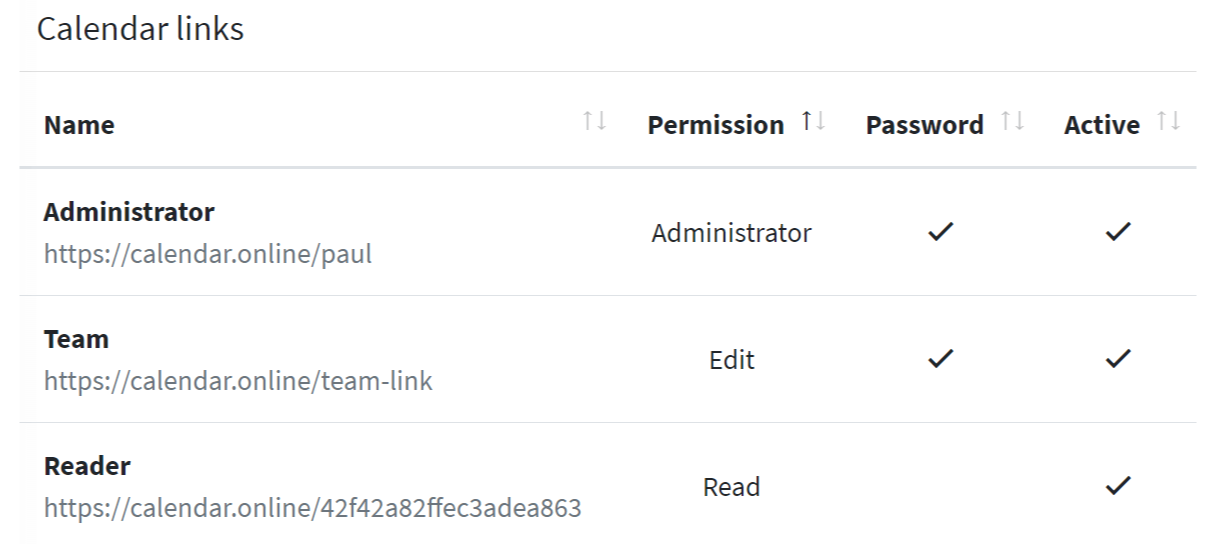 Calendar links
Name ↑↓ Permission ↑↓ Password ↑↓ Active ↑↓
Administrator
https://calendar.online/paul
Administrator ✓ ✓
Team
https://calendar.online/team-link
Edit ✓ ✓
Reader
https://calendar.online/42f42a82ffec3adea863
Read ✓